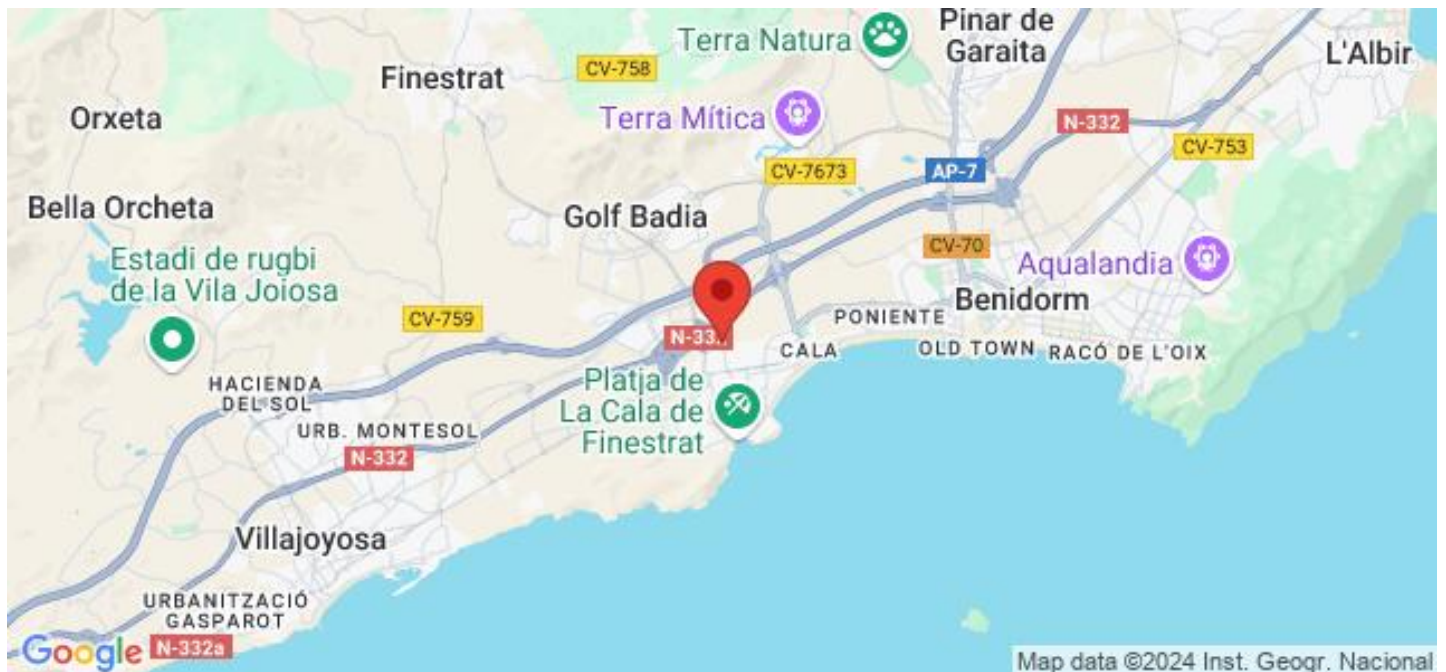 Terra Natura
Pinar de
Garaita
L'Albir
Finestrat
CV-758
Orxeta
Terra Mítica
N-332
CV-753
CV-7673
AP-7
Bella Orcheta
Golf Badia
CV-70
Estadi de rugbi
de la Vila Joiosa
Aqualandia
Benidorm
CV-759
PONIENTE
N-33
CALA
OLD TOWN
RACÓ DE L'OIX
HACIENDA
DEL SOL
Platja de
La Cala de
Finestrat
URB. MONTESOL
N-332
Villajoyosa
URBANITZACIÓ
GASPAROT
Google
N-332a
Map data ©2024 Inst. Geogr. Nacional